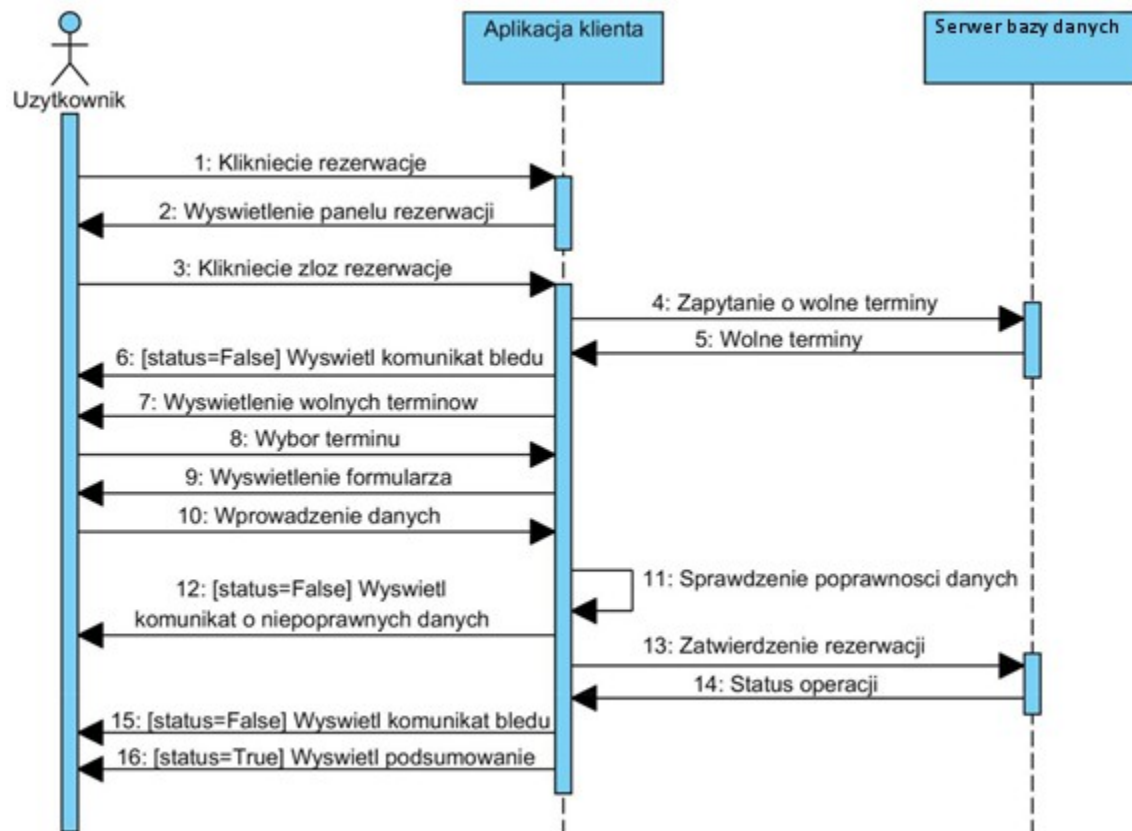 Aplikacja klienta
Serwer bazy danych
Uzytkownik
1: Klikniecie rezerwacje
2: Wyswietlenie panelu rezerwacji
3: Klikniecie zloz rezerwacje
4: Zapytanie o wolne terminy
5: Wolne terminy
6: [status=False] Wyswietl komunikat bledu
7: Wyswietlenie wolnych terminow
8: Wybor terminu
9: Wyswietlenie formularza
10: Wprowadzenie danych
11: Sprawdzenie poprawnosci danych
12: [status=False] Wyswietl
komunikat o niepoprawnych danych
13: Zatwierdzenie rezerwacji
14: Status operacji
15: [status=False] Wyswietl komunikat bledu
16: [status=True] Wyswietl podsumowanie